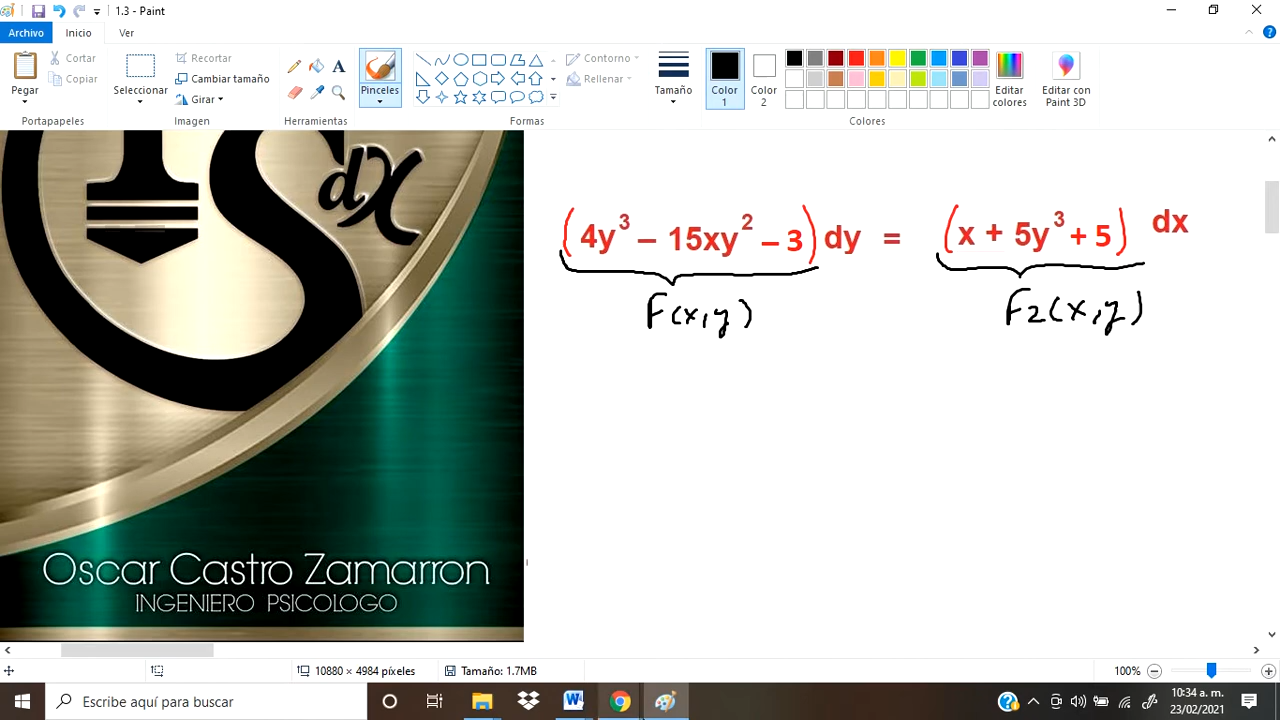 1.3 - Paint
Archivo Inicio Ver
Pegar
Cortar
Copiar
Portapapeles
Seleccionar
Recortar
Cambiar tamaño
Girar
Imagen
A
Herramientas
Pinceles
Contorno
Rellenar
Formas
Tamaño
Color 1
Color 2
Editar colores
Editar con Paint 3D
Colores
S dx
(4y³ – 15xy² – 3) dy = (x + 5y³ + 5) dx
F(x,y) F2(x,y)
Oscar Castro Zamarron
INGENIERO PSICOLOGO
10880 × 4984 píxeles Tamaño: 1.7MB 100%
Escribe aquí para buscar
10:34 a. m.
23/02/2021